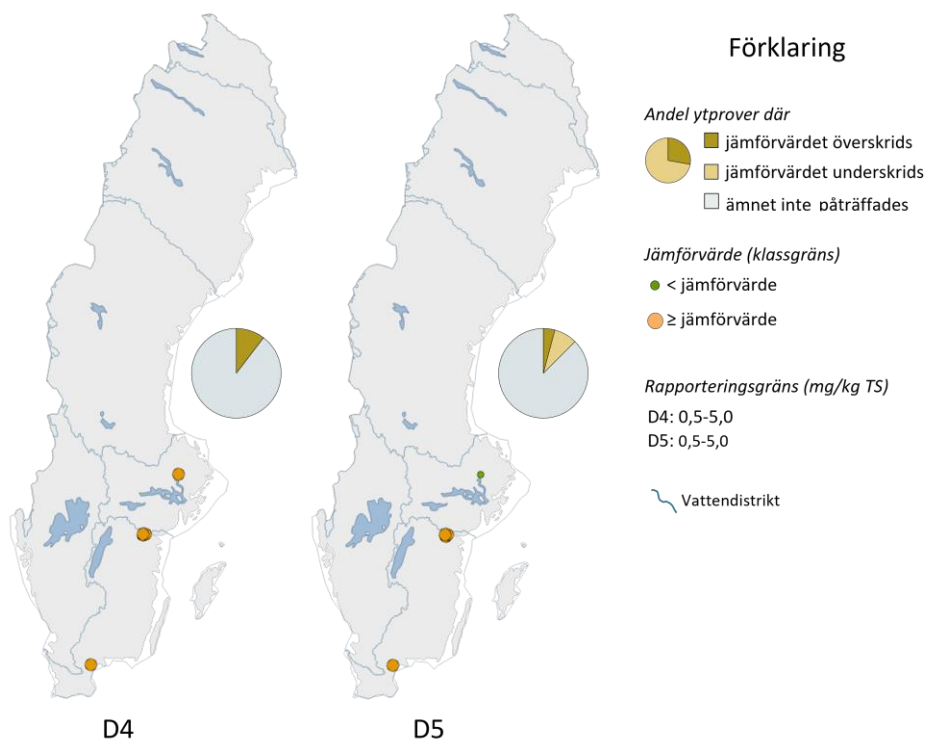 Förklaring
Andel ytprover där
jämförvärdet överskrids
jämförvärdet underskrids
ämnet inte påträffades
Jämförvärde (klassgräns)
< jämförvärde
≥ jämförvärde
Rapporteringsgräns (mg/kg TS)
D4: 0,5-5,0
D5: 0,5-5,0
Vattendistrikt
D4
D5